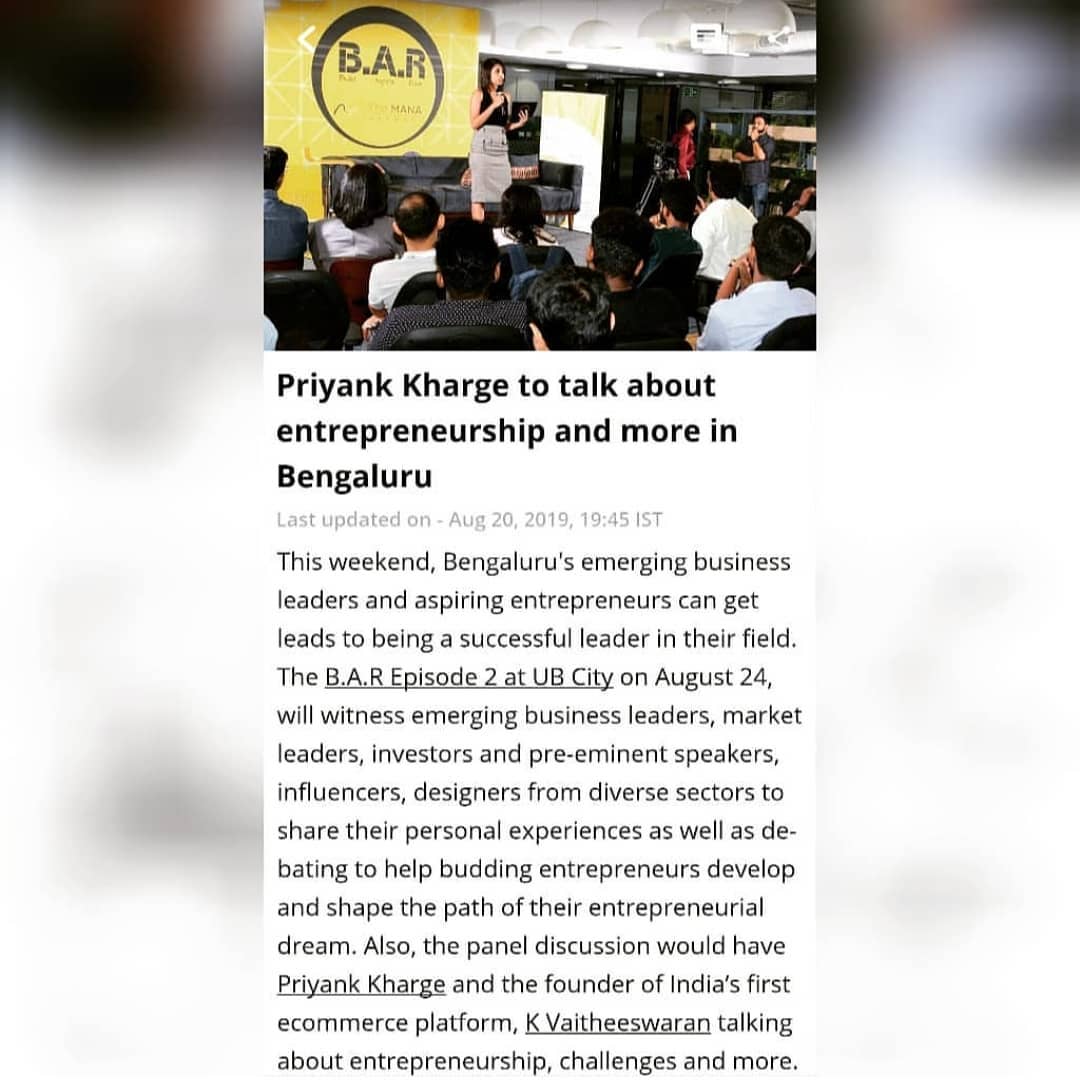 B.A.R
MANA
Priyank Kharge to talk about
entrepreneurship and more in
Bengaluru
Last updated on - Aug 20, 2019, 19:45 IST
This weekend, Bengaluru's emerging business
leaders and aspiring entrepreneurs can get
leads to being a successful leader in their field.
The B.A.R Episode 2 at UB City on August 24,
will witness emerging business leaders, market
leaders, investors and pre-eminent speakers,
influencers, designers from diverse sectors to
share their personal experiences as well as de-
bating to help budding entrepreneurs develop
and shape the path of their entrepreneurial
dream. Also, the panel discussion would have
Priyank Kharge and the founder of India's first
ecommerce platform, K Vaitheeswaran talking
about entrepreneurship, challenges and more.